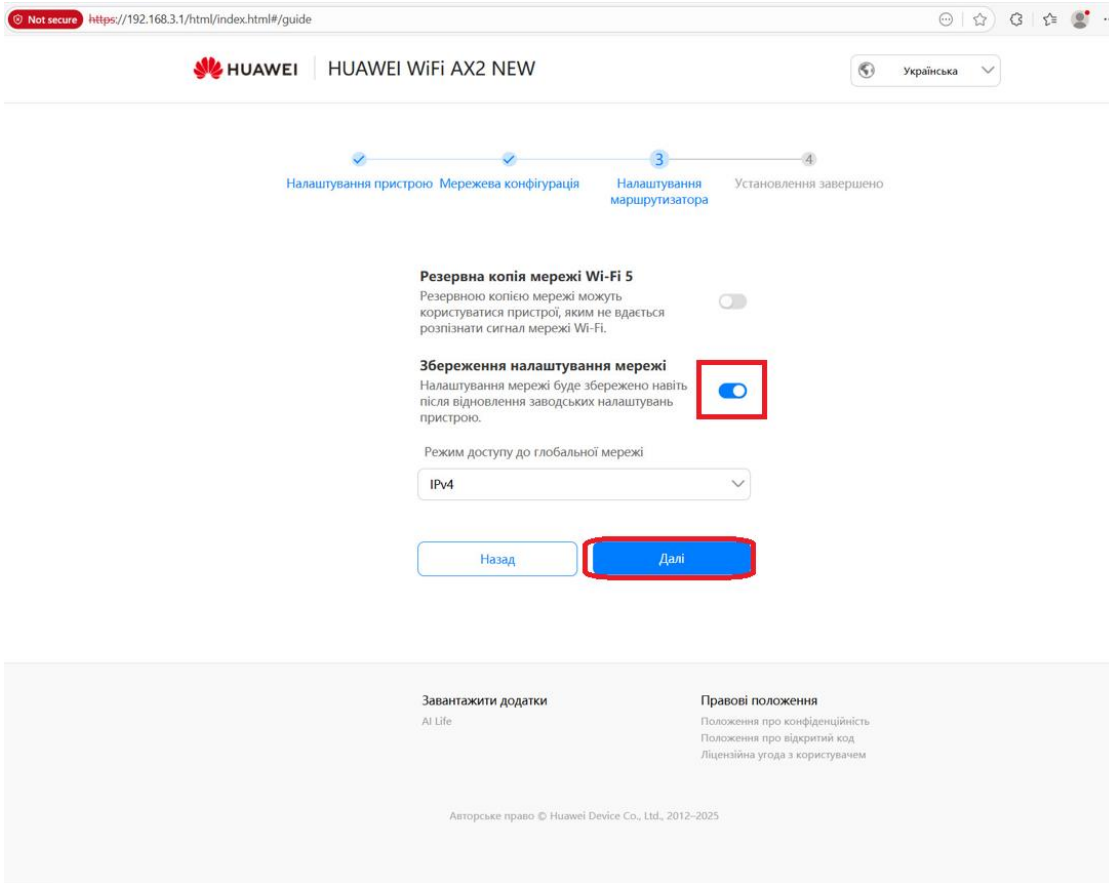 Not secure https://192.168.3.1/html/index.html#/guide
HUAWEI HUAWEI WiFi AX2 NEW Українська
3 4
Налаштування пристрою Мережева конфігурація Налаштування Установлення завершено
маршрутизатора
Резервна копія мережі Wi-Fi 5
Резервною копією мережі можуть
користуватися пристрої, яким не вдається
розпізнати сигнал мережі Wi-Fi.
Збереження налаштування мережі
Налаштування мережі буде збережено навіть
після відновлення заводських налаштувань
пристрою.
Режим доступу до глобальної мережі
IPv4
Назад Далі
Завантажити додатки Правові положення
AI Life Положення про конфіденційність
Положення про відкритий код
Ліцензійна угода з користувачем
Авторське право © Huawei Device Co., Ltd., 2012–2025